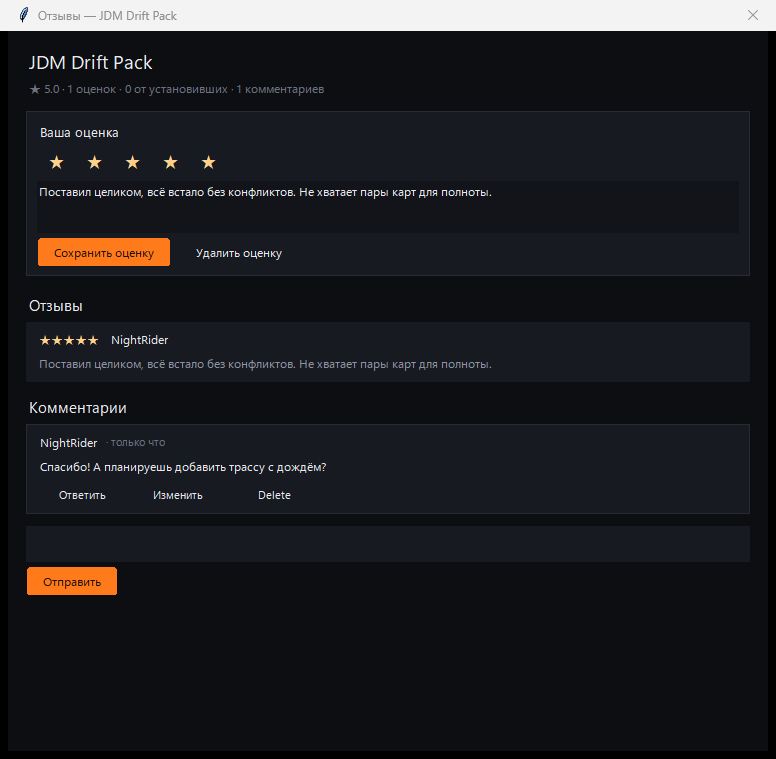 Отзывы — JDM Drift Pack
JDM Drift Pack
★ 5.0 · 1 оценок · 0 от установивших · 1 комментариев
Ваша оценка
★ ★ ★ ★ ★
Поставил целиком, всё встало без конфликтов. Не хватает пары карт для полноты.
Сохранить оценку Удалить оценку
Отзывы
★★★★★ NightRider
Поставил целиком, всё встало без конфликтов. Не хватает пары карт для полноты.
Комментарии
NightRider · только что
Спасибо! А планируешь добавить трассу с дождём?
Ответить Изменить Delete
Отправить